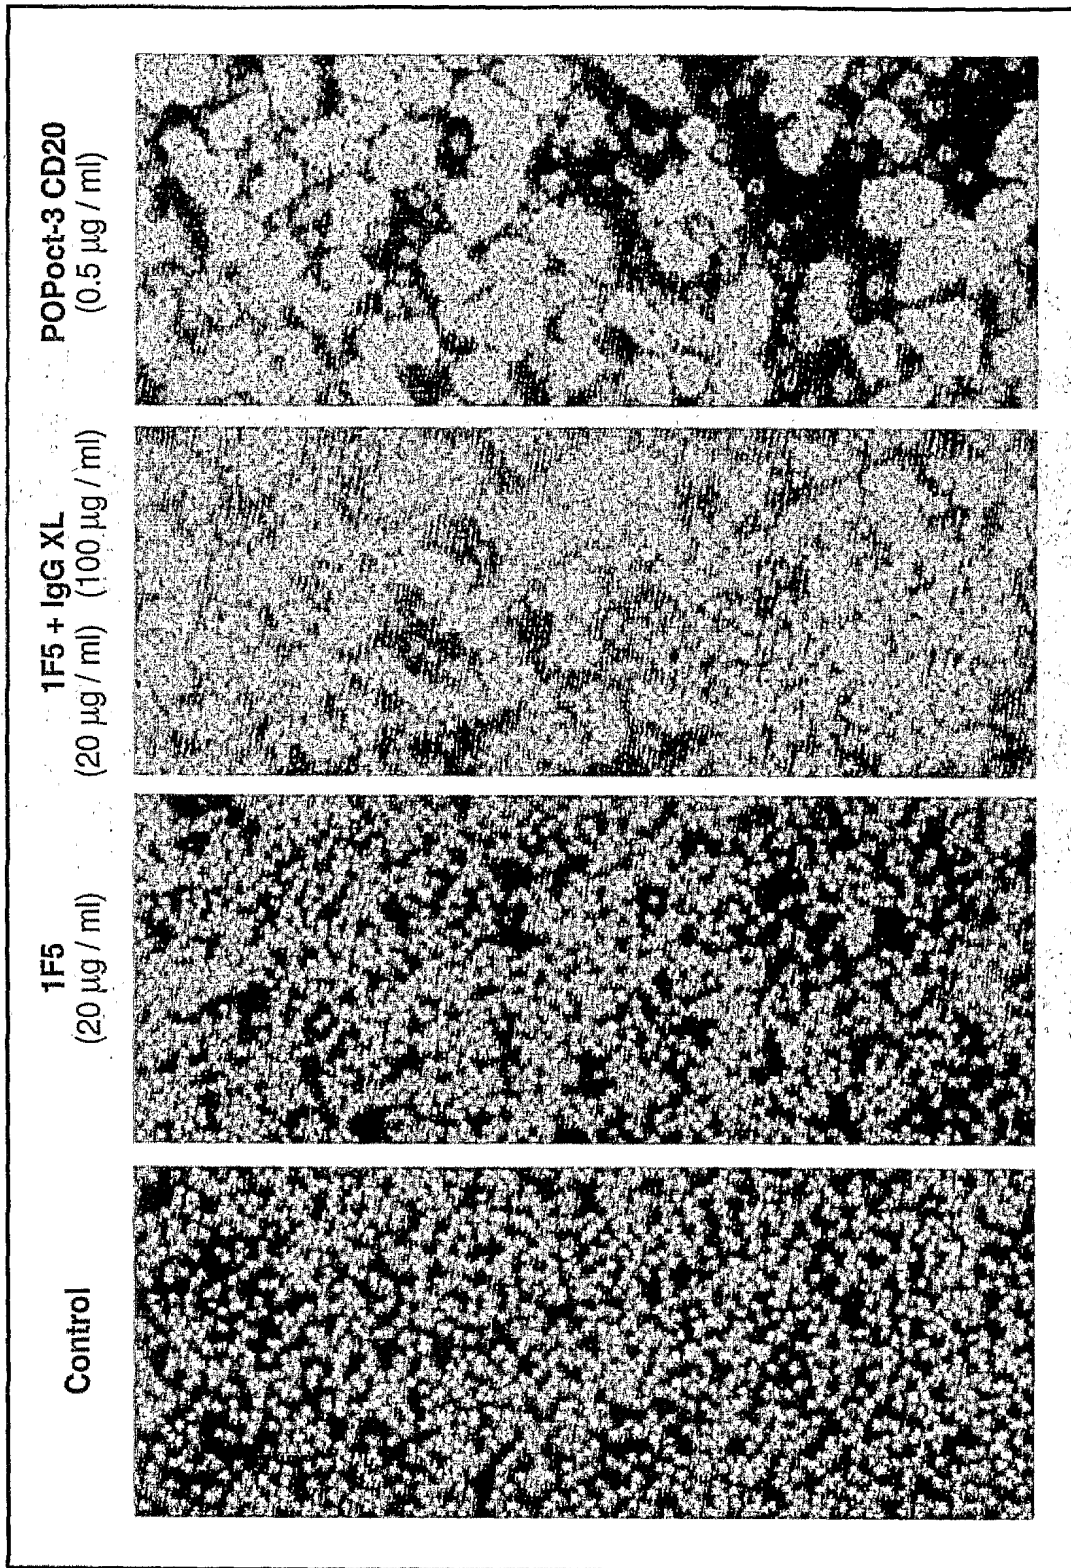 Control
1F5
(20 µg / ml)
1F5 + IgG XL
(20 µg / ml) (100 µg / ml)
POPoct-3 CD20
(0.5 µg / ml)